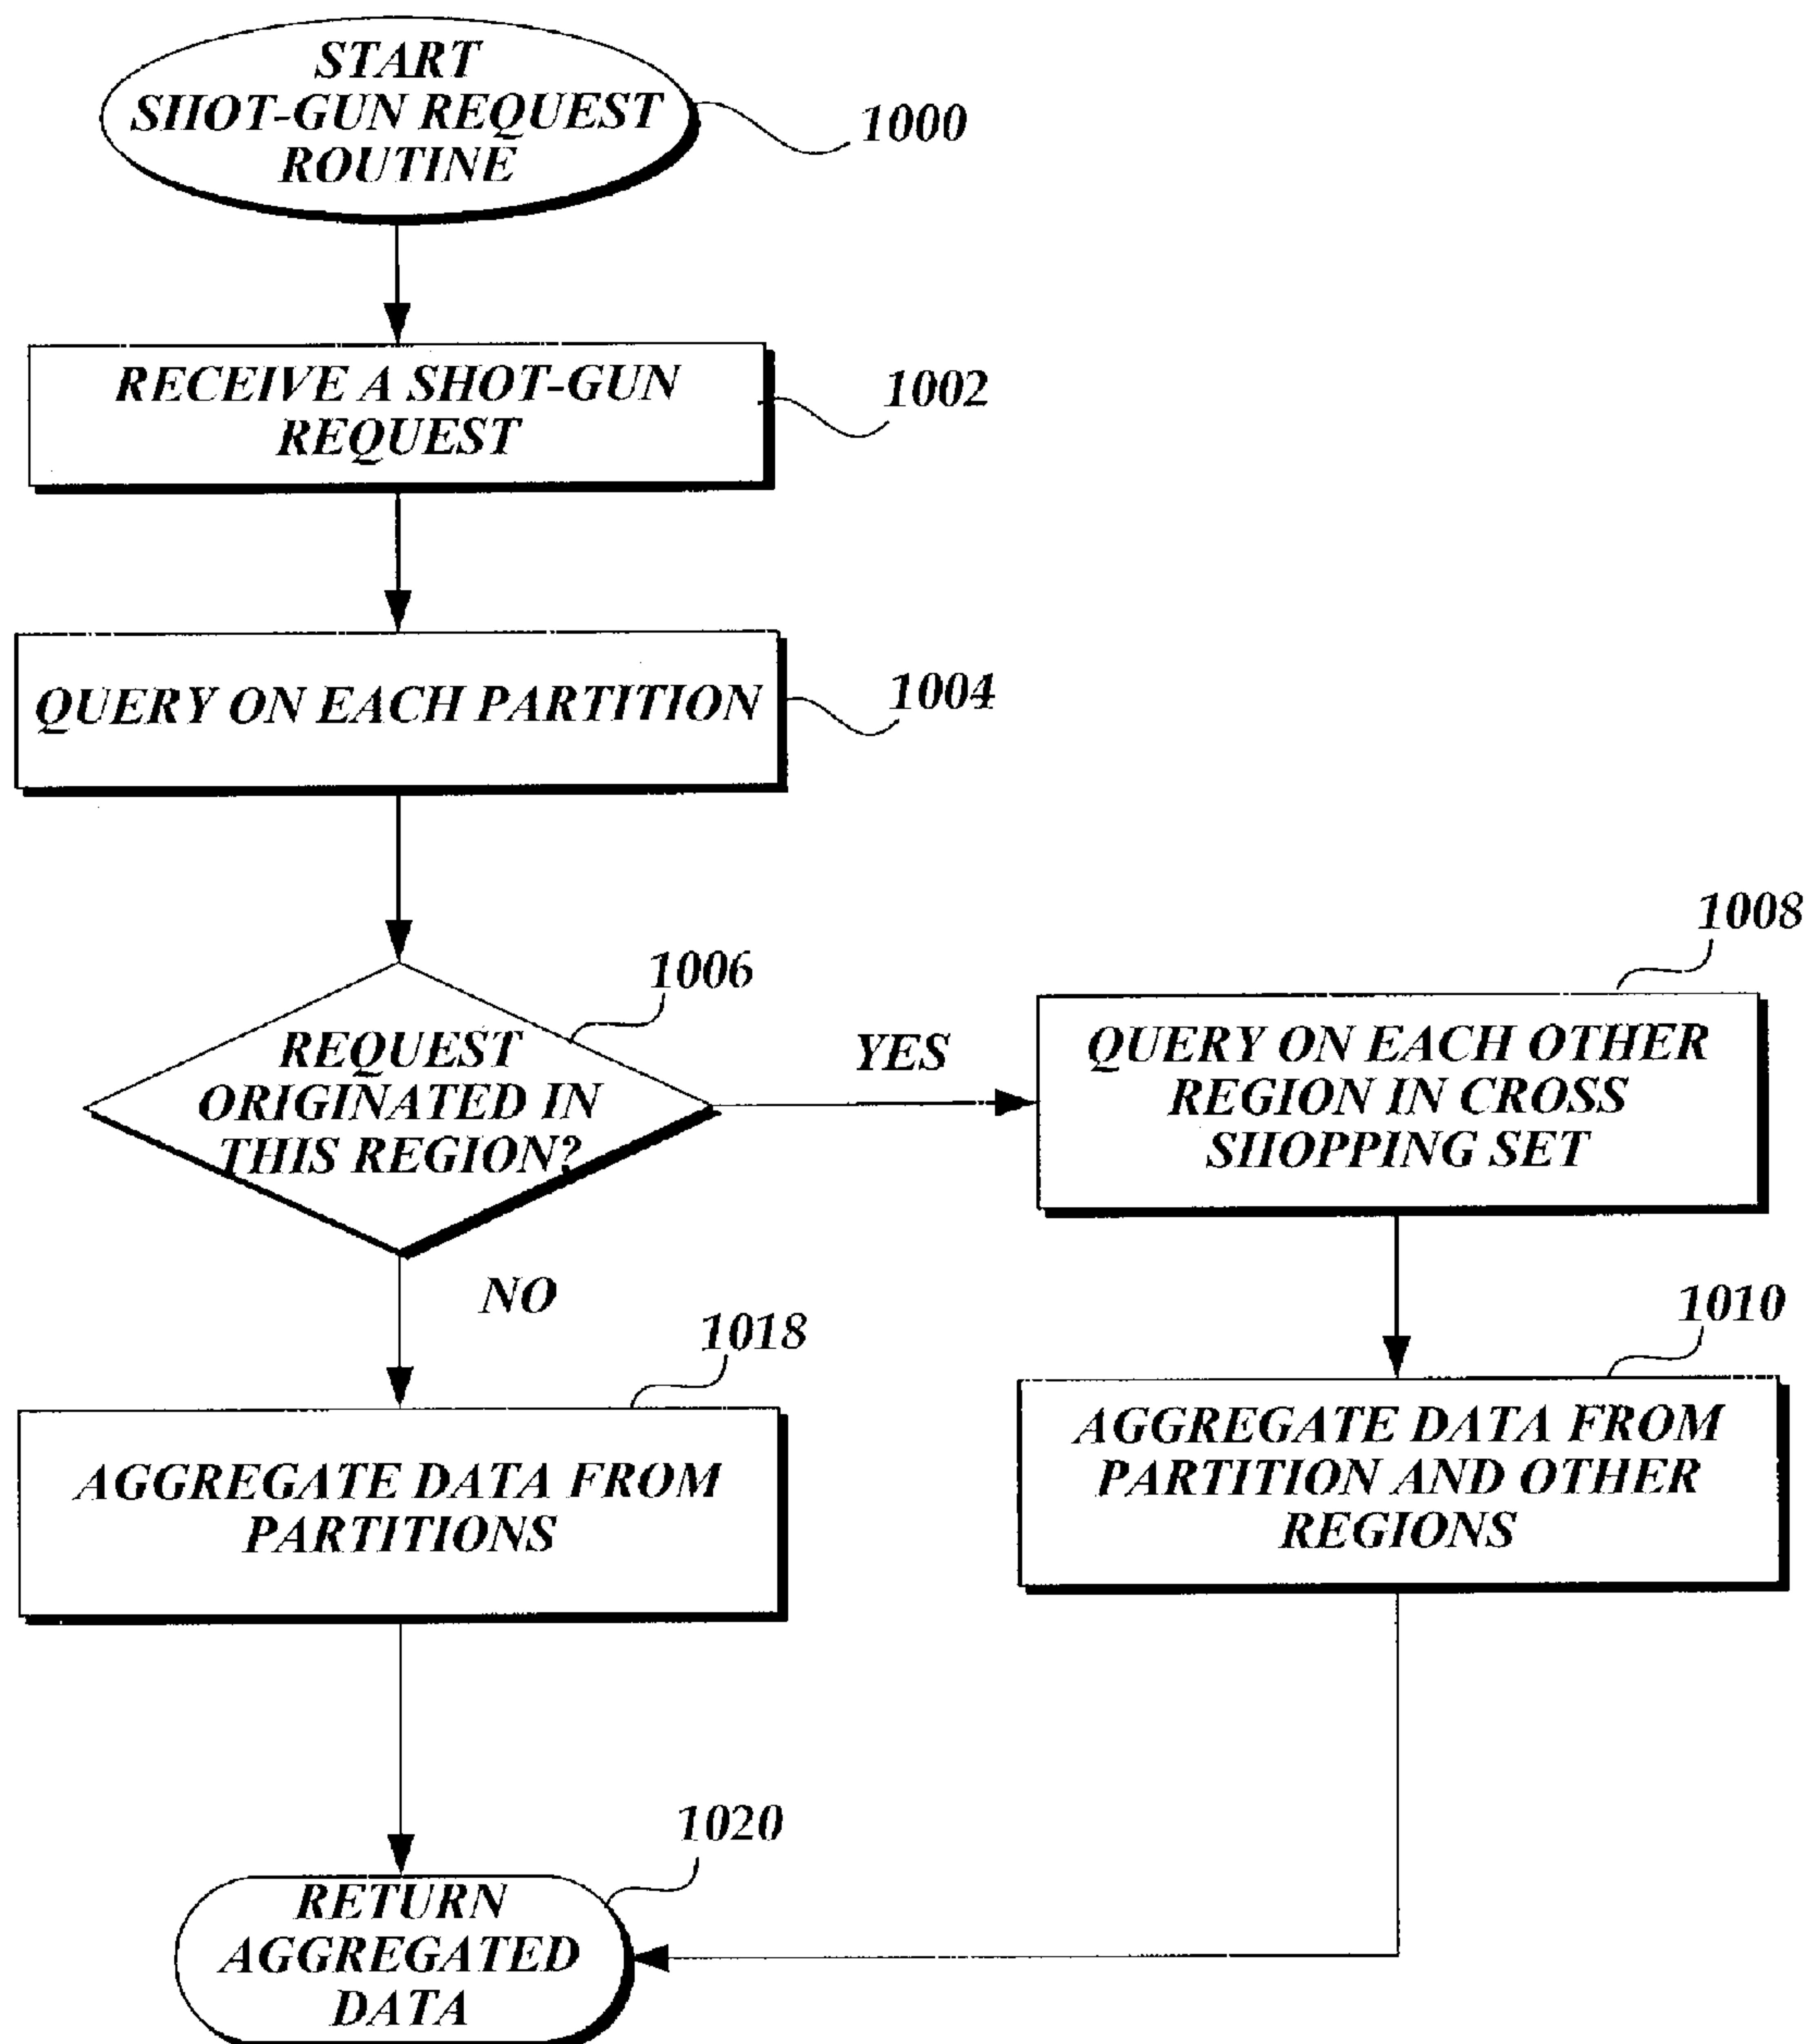 START
SHOT-GUN REQUEST
ROUTINE
1000
RECEIVE A SHOT-GUN
REQUEST
1002
QUERY ON EACH PARTITION
1004
1006
REQUEST
ORIGINATED IN
THIS REGION?
YES
1008
QUERY ON EACH OTHER
REGION IN CROSS
SHOPPING SET
NO
1018
AGGREGATE DATA FROM
PARTITIONS
1010
AGGREGATE DATA FROM
PARTITION AND OTHER
REGIONS
1020
RETURN
AGGREGATED
DATA